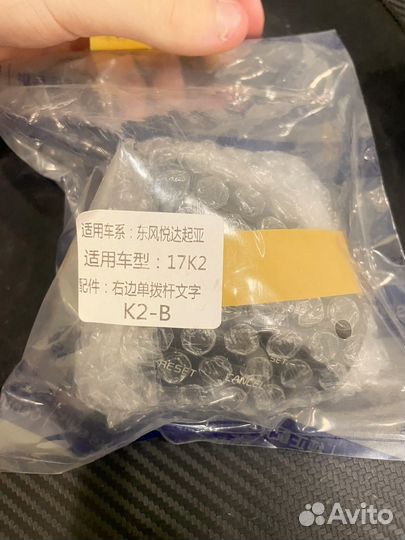 适用车系：东风悦达起亚
适用车型：17K2
配件：右边单拨杆文字
K2-B
RESET
CANCEL
SET
Avito